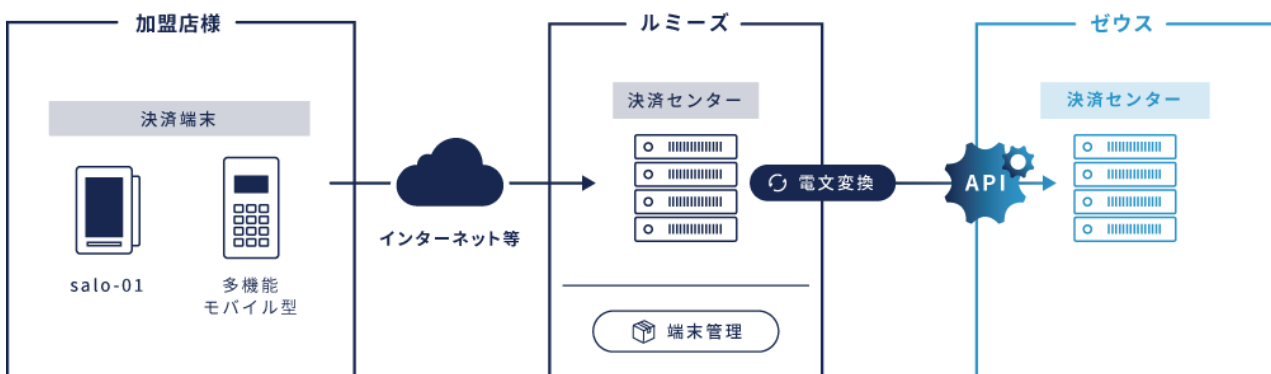 加盟店様
決済端末
salo-01
多機能
モバイル型
インターネット等
ルミーズ
決済センター
電文変換
端末管理
API
ゼウス
決済センター